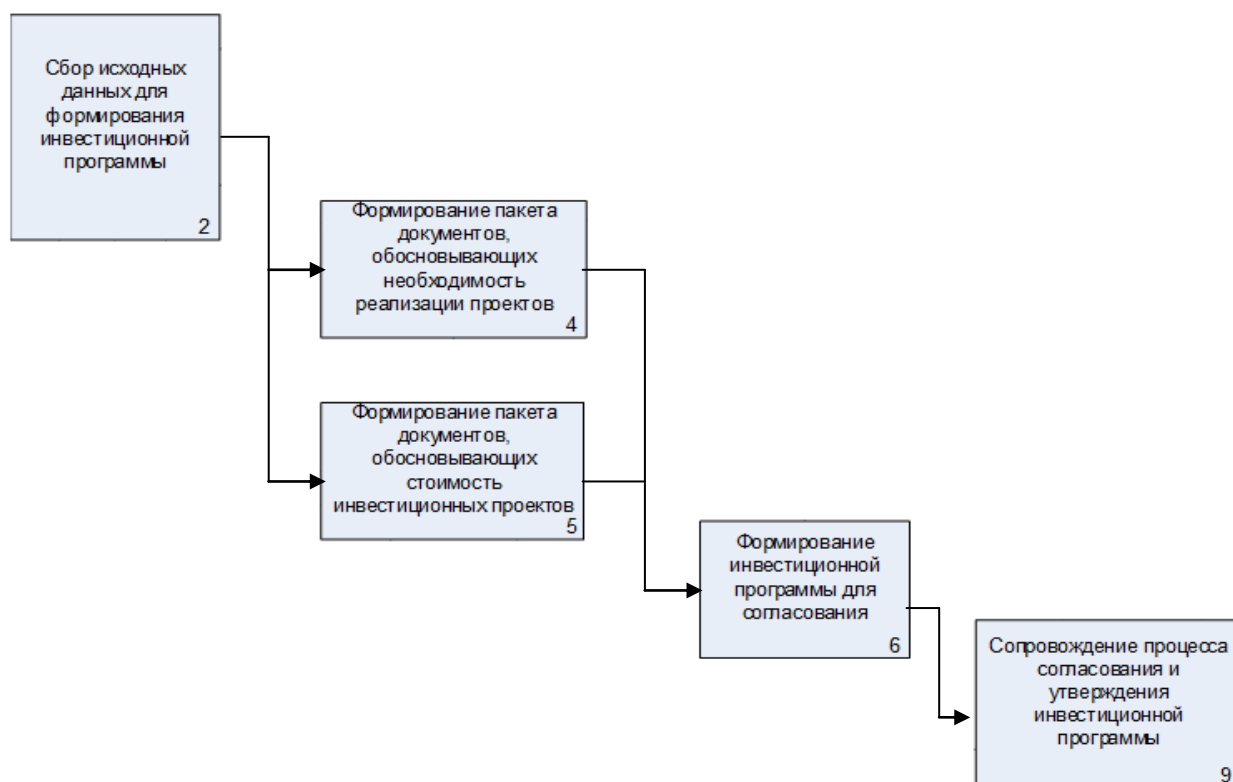 Сбор исходных
данных для
формирования
инвестиционной
программы
2
Формирование пакета
документов,
обосновывающих
необходимость
реализации проектов
4
Формирование пакета
документов,
обосновывающих
стоимость
инвестиционных проектов
5
Формирование
инвестиционной
программы для
согласования
6
Сопровождение процесса
согласования и
утверждения
инвестиционной
программы
9